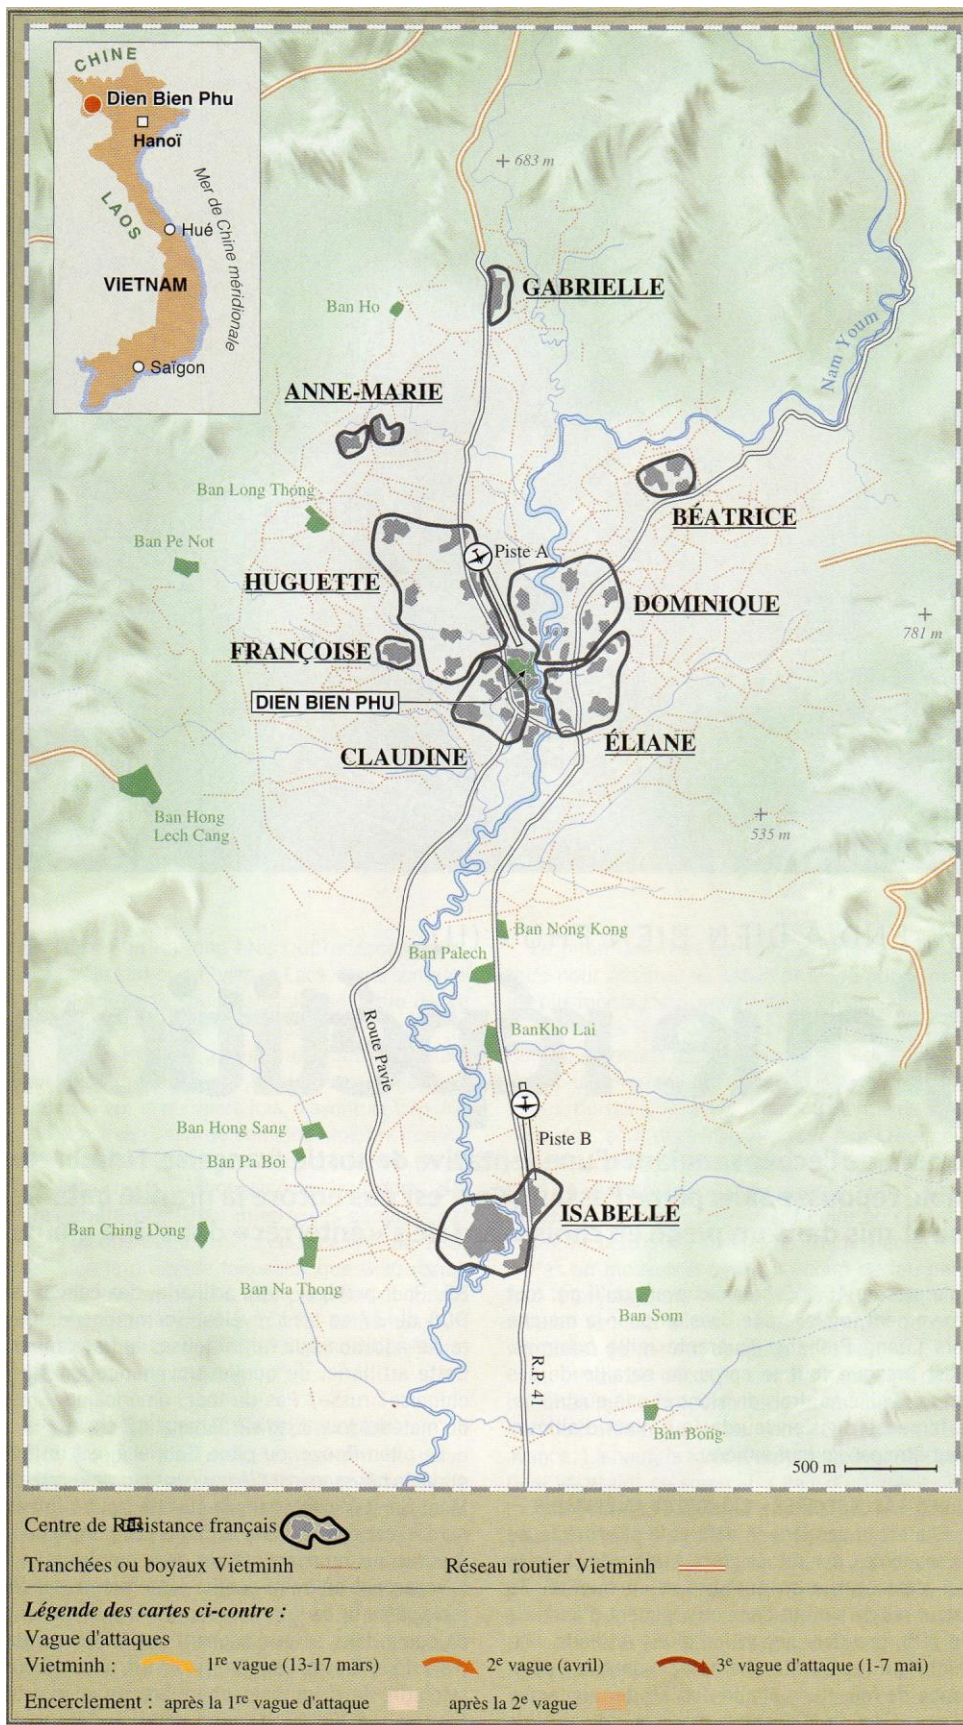 CHINE
Dien Bien Phu
Hanoï
LAOS
Hué
Mer de Chine méridionale
VIETNAM
Saïgon
683 m
GABRIELLE
Ban Ho
Nam Youm
ANNE-MARIE
BÉATRICE
Ban Long Thong
Ban Pe Not
Piste A
HUGUETTE
DOMINIQUE
781 m
FRANÇOISE
DIEN BIEN PHU
CLAUDINE
ÉLIANE
Ban Hong
Lech Cang
535 m
Ban Nong Kong
Ban Palech
Route Pavie
BanKho Lai
Ban Hong Sang
Piste B
Ban Pa Boi
ISABELLE
Ban Ching Dong
Ban Na Thong
Ban Som
R.P. 41
Ban Bong
500 m
Centre de Résistance français
Tranchées ou boyaux Vietminh
Réseau routier Vietminh
Légende des cartes ci-contre :
Vague d'attaques
Vietminh : 1re vague (13-17 mars) 2e vague (avril) 3e vague d'attaque (1-7 mai)
Encerclement : après la 1re vague d'attaque après la 2e vague